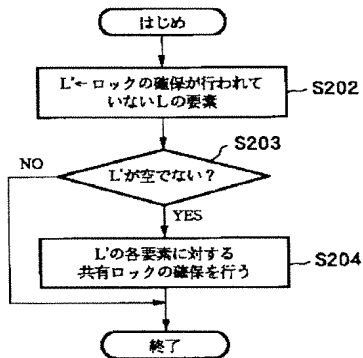 はじめ
L'←ロックの確保が行われて
いないLの要素
S202
S203
NO
L'が空でない？
YES
L'の各要素に対する
共有ロックの確保を行う
S204
終了